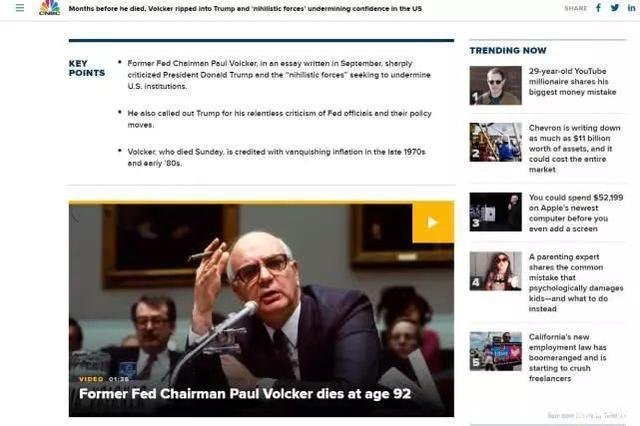 CNBC
Months before he died, Volcker ripped into Trump and 'nihilistic forces' undermining confidence in the US
SHARE
KEY
POINTS
Former Fed Chairman Paul Volcker, in an essay written in September, sharply
criticized President Donald Trump and the "nihilistic forces" seeking to undermine
U.S. institutions.
He also called out Trump for his relentless criticism of Fed officials and their policy
moves.
Volcker, who died Sunday, is credited with vanquishing inflation in the late 1970s
and early '80s.
VIDEO 01:36
Former Fed Chairman Paul Volcker dies at age 92
TRENDING NOW
1
29-year-old YouTube
millionaire shares his
biggest money mistake
2
Chevron is writing down
as much as $11 billion
worth of assets, and it
could cost the entire
market
3
You could spend $52,199
on Apple's newest
computer before you
even add a screen
4
A parenting expert
shares the common
mistake that
psychologically damages
kids—and what to do
instead
5
California's new
employment law has
boomeranged and is
starting to crush
freelancers